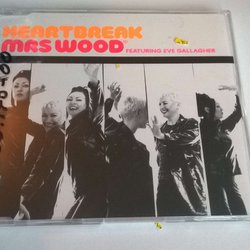 HEARTBREAK
MRS WOOD FEATURING EVE GALLAGHER